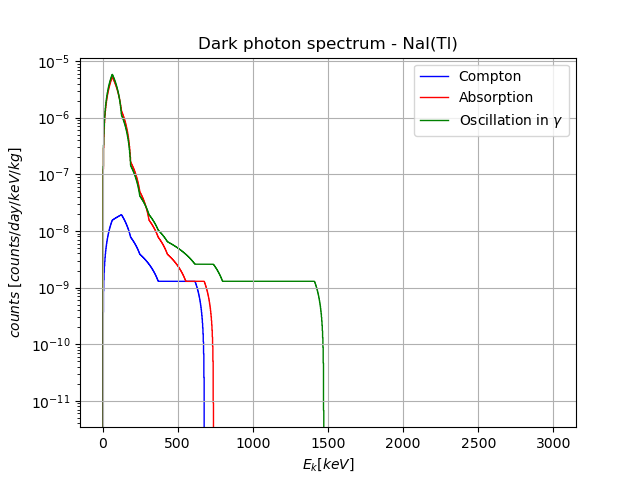 Dark photon spectrum - NaI(Tl)
Compton
Absorption
Oscillation in γ
counts [counts/day/keV/kg]
10⁻⁵
10⁻⁶
10⁻⁷
10⁻⁸
10⁻⁹
10⁻¹⁰
10⁻¹¹
0 500 1000 1500 2000 2500 3000
E_k[keV]